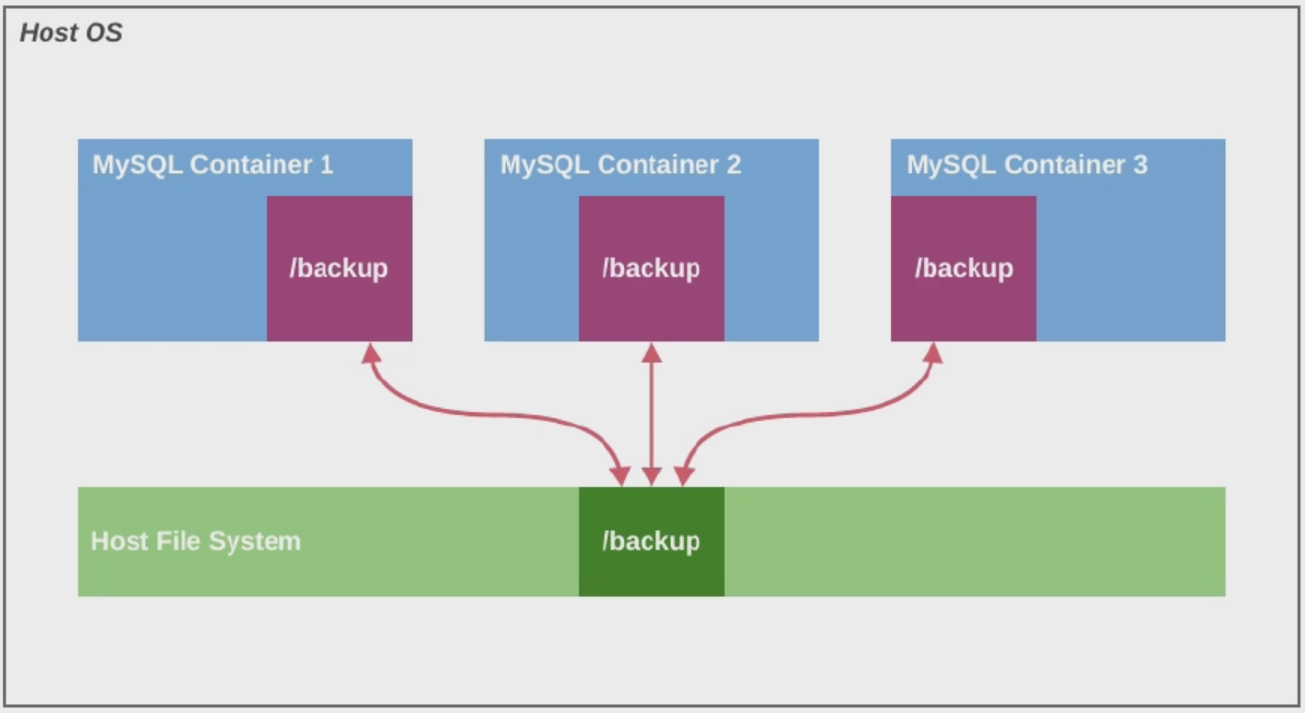 Host OS
MySQL Container 1
MySQL Container 2
MySQL Container 3
/backup
/backup
/backup
Host File System
/backup